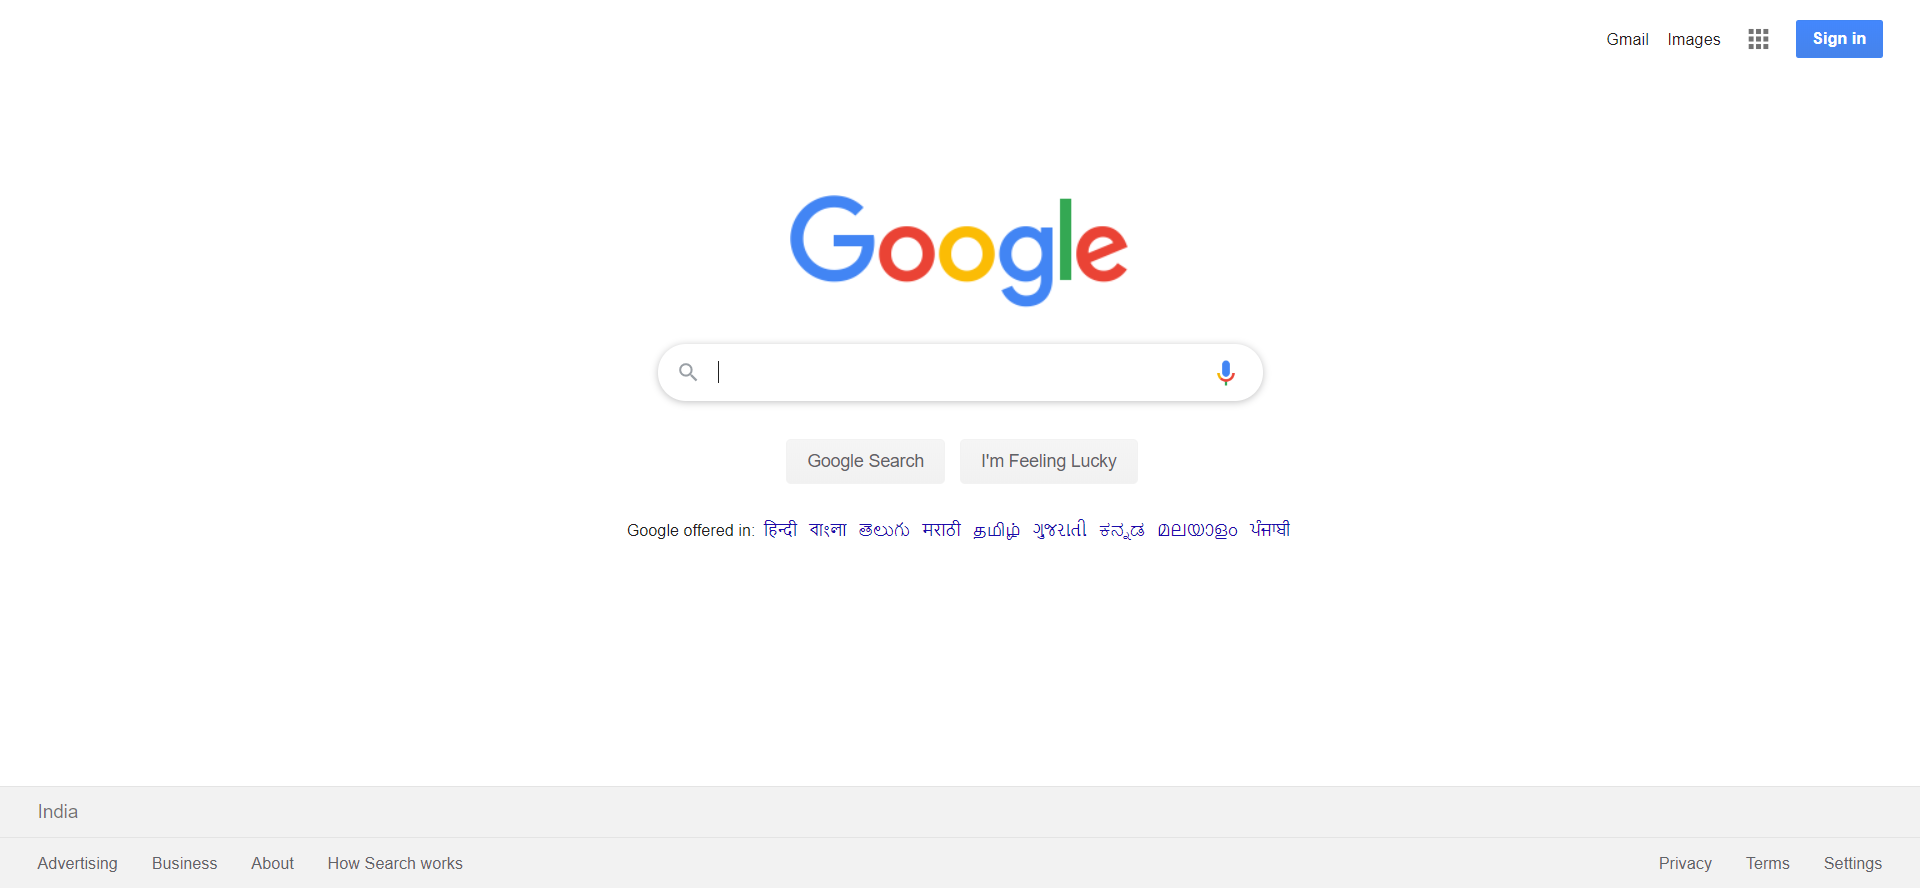 Gmail Images Sign in
Google
Google Search I'm Feeling Lucky
Google offered in: हिन्दी বাংলা తెలుగు मराठी தமிழ் ગુજરાતી ಕನ್ನಡ മലയാളം ਪੰਜਾਬੀ
India
Advertising Business About How Search works Privacy Terms Settings